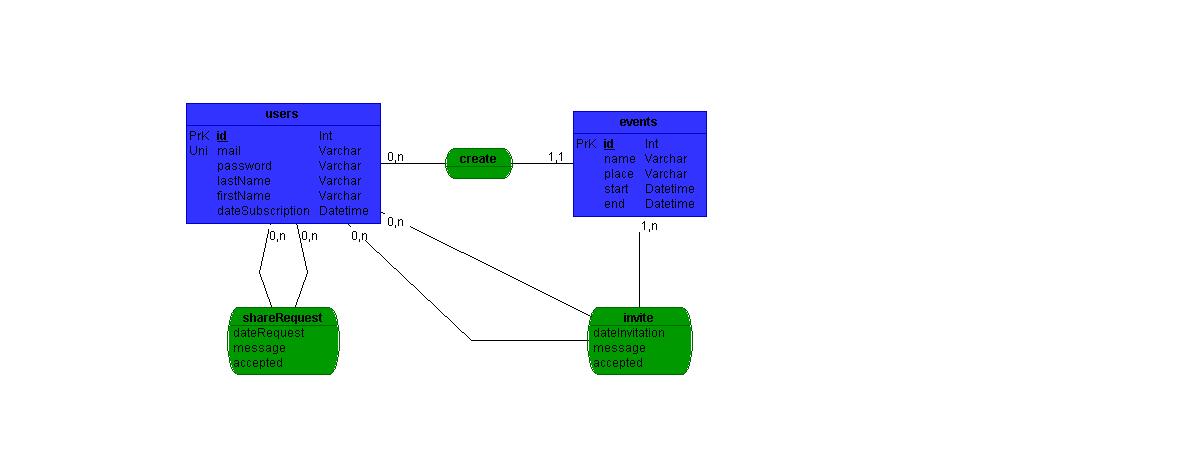 users
PrK id Int
Uni mail Varchar
password Varchar
lastName Varchar
firstName Varchar
dateSubscription Datetime
0,n
create
1,1
events
PrK id Int
name Varchar
place Varchar
start Datetime
end Datetime
0,n
0,n
0,n
0,n
1,n
shareRequest
dateRequest
message
accepted
invite
dateInvitation
message
accepted